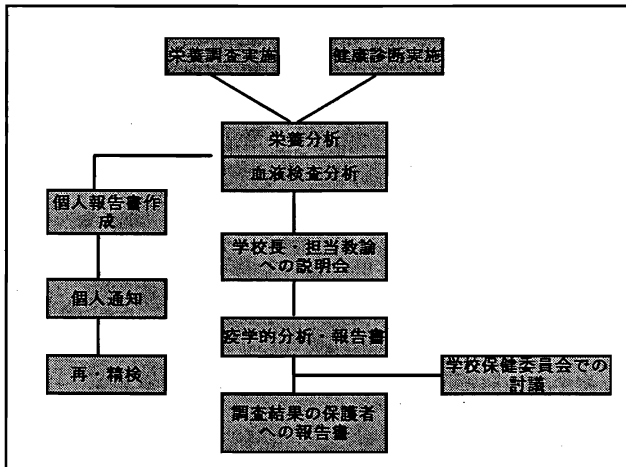 栄養調査実施
健康診断実施
栄養分析
血液検査分析
個人報告書作
成
学校長・担当教諭
への説明会
個人通知
疫学的分析・報告書
再・精検
学校保健委員会での
討議
調査結果の保護者
への報告書